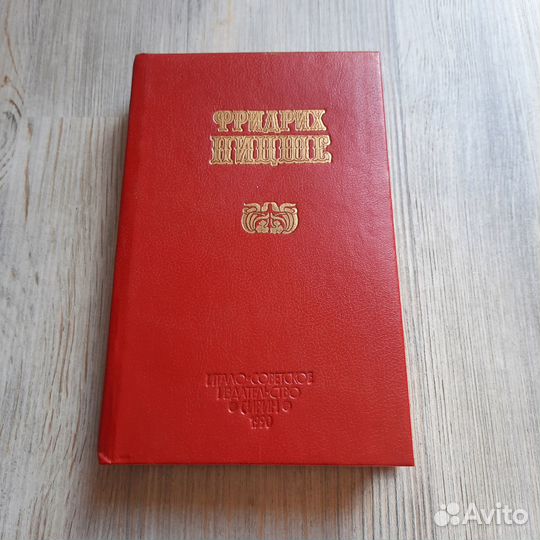 ФРИДРИХ
НИЦШЕ
ИТАЛО-СОВЕТСКОЕ
ИЗДАТЕЛЬСТВО
СИРИН
1990
Avito